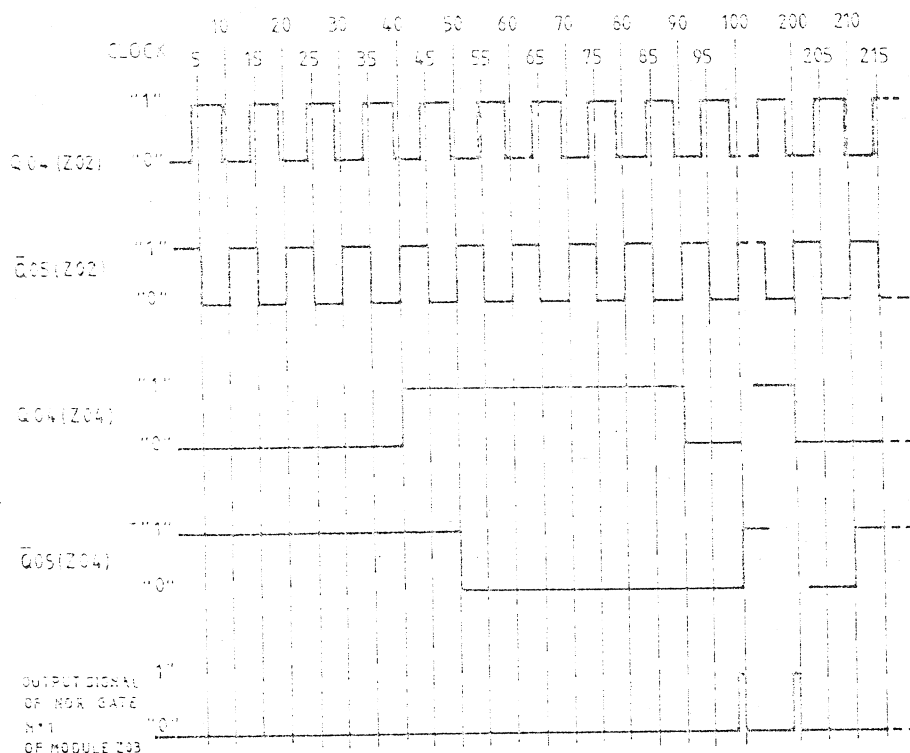 10 20 30 40 50 60 70 80 90 100 200 210
CLOCK 5 15 25 35 45 55 65 75 85 95 205 215
"1"
Q04(Z02) "0"
"1"
Q̅05(Z02)
"0"
"1"
Q04(Z04)
"0"
"1"
Q̅05(Z04)
"0"
OUTPUT SIGNAL 1"
OF NOR GATE
N°1 "0"
OF MODULE Z03